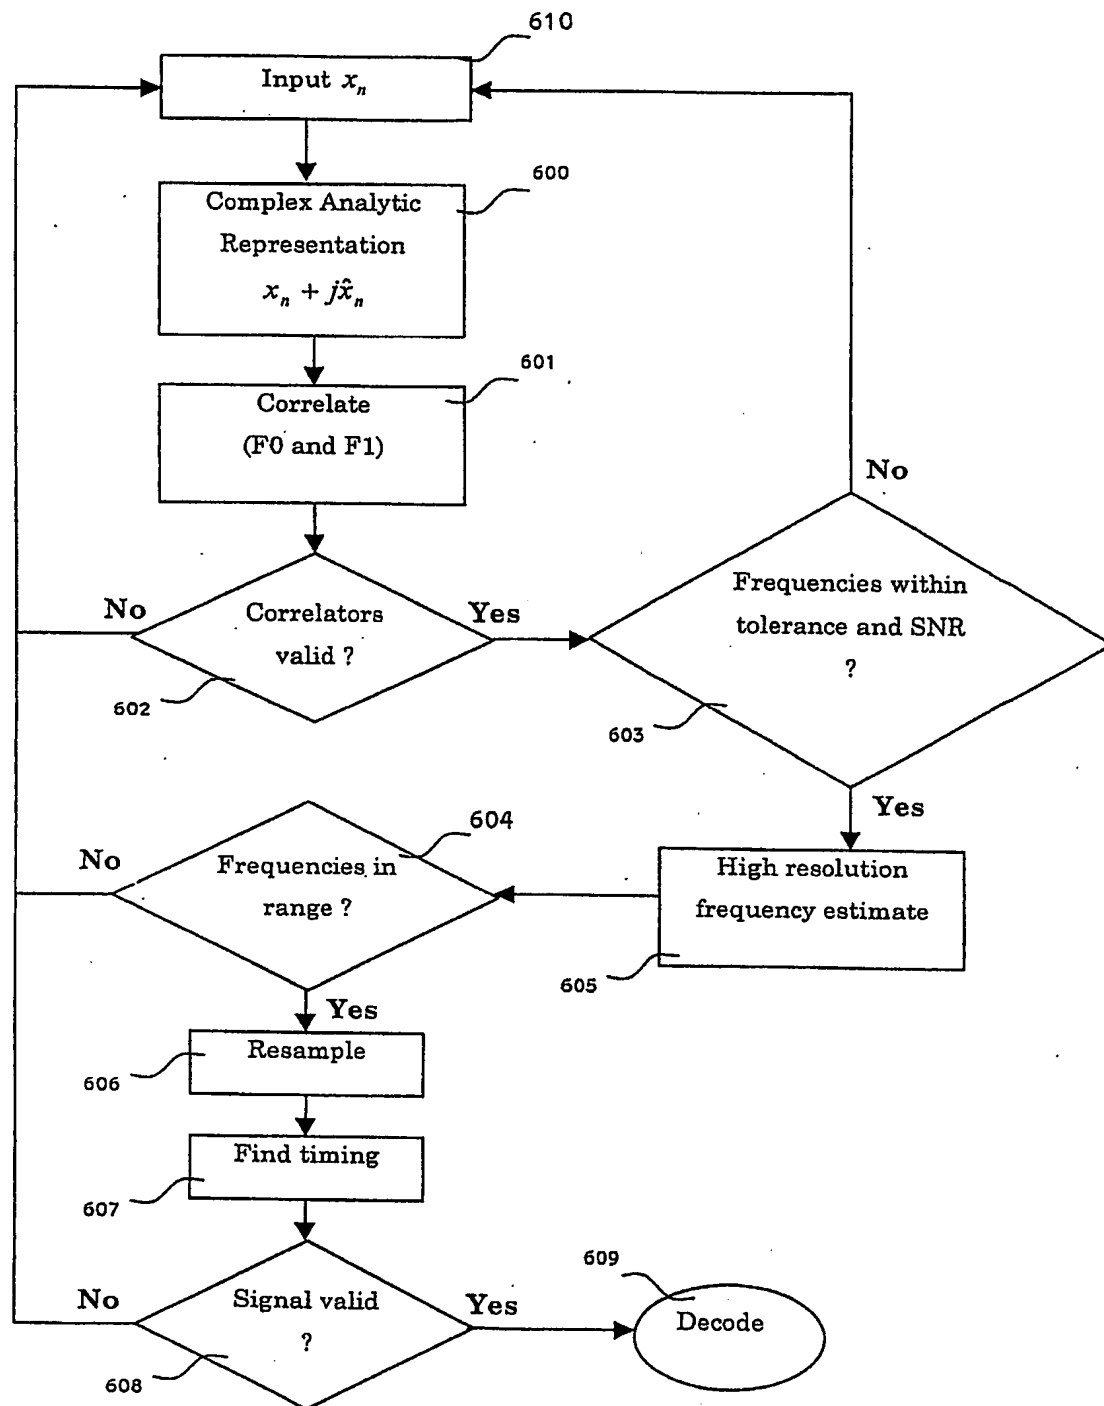 610
Input xₙ
600
Complex Analytic
Representation
xₙ + jx̂ₙ
601
Correlate
(F0 and F1)
No
Correlators
valid ?
Yes
602
No
Frequencies within
tolerance and SNR
?
603
Yes
604
No
Frequencies in
range ?
High resolution
frequency estimate
605
Yes
Resample
606
Find timing
607
No
Signal valid
?
Yes
608
609
Decode